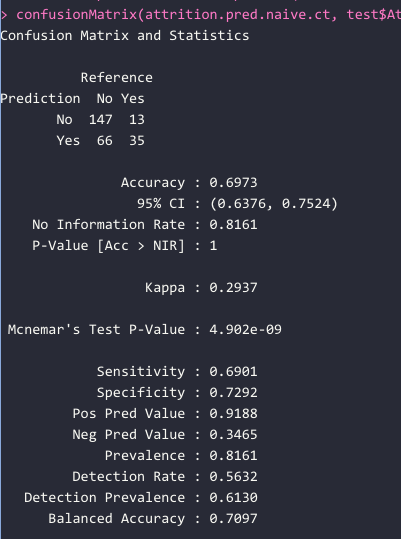 > confusionMatrix(attrition.pred.naive.ct, test$At
Confusion Matrix and Statistics
Reference
Prediction No Yes
No 147 13
Yes 66 35
Accuracy : 0.6973
95% CI : (0.6376, 0.7524)
No Information Rate : 0.8161
P-Value [Acc > NIR] : 1
Kappa : 0.2937
Mcnemar's Test P-Value : 4.902e-09
Sensitivity : 0.6901
Specificity : 0.7292
Pos Pred Value : 0.9188
Neg Pred Value : 0.3465
Prevalence : 0.8161
Detection Rate : 0.5632
Detection Prevalence : 0.6130
Balanced Accuracy : 0.7097